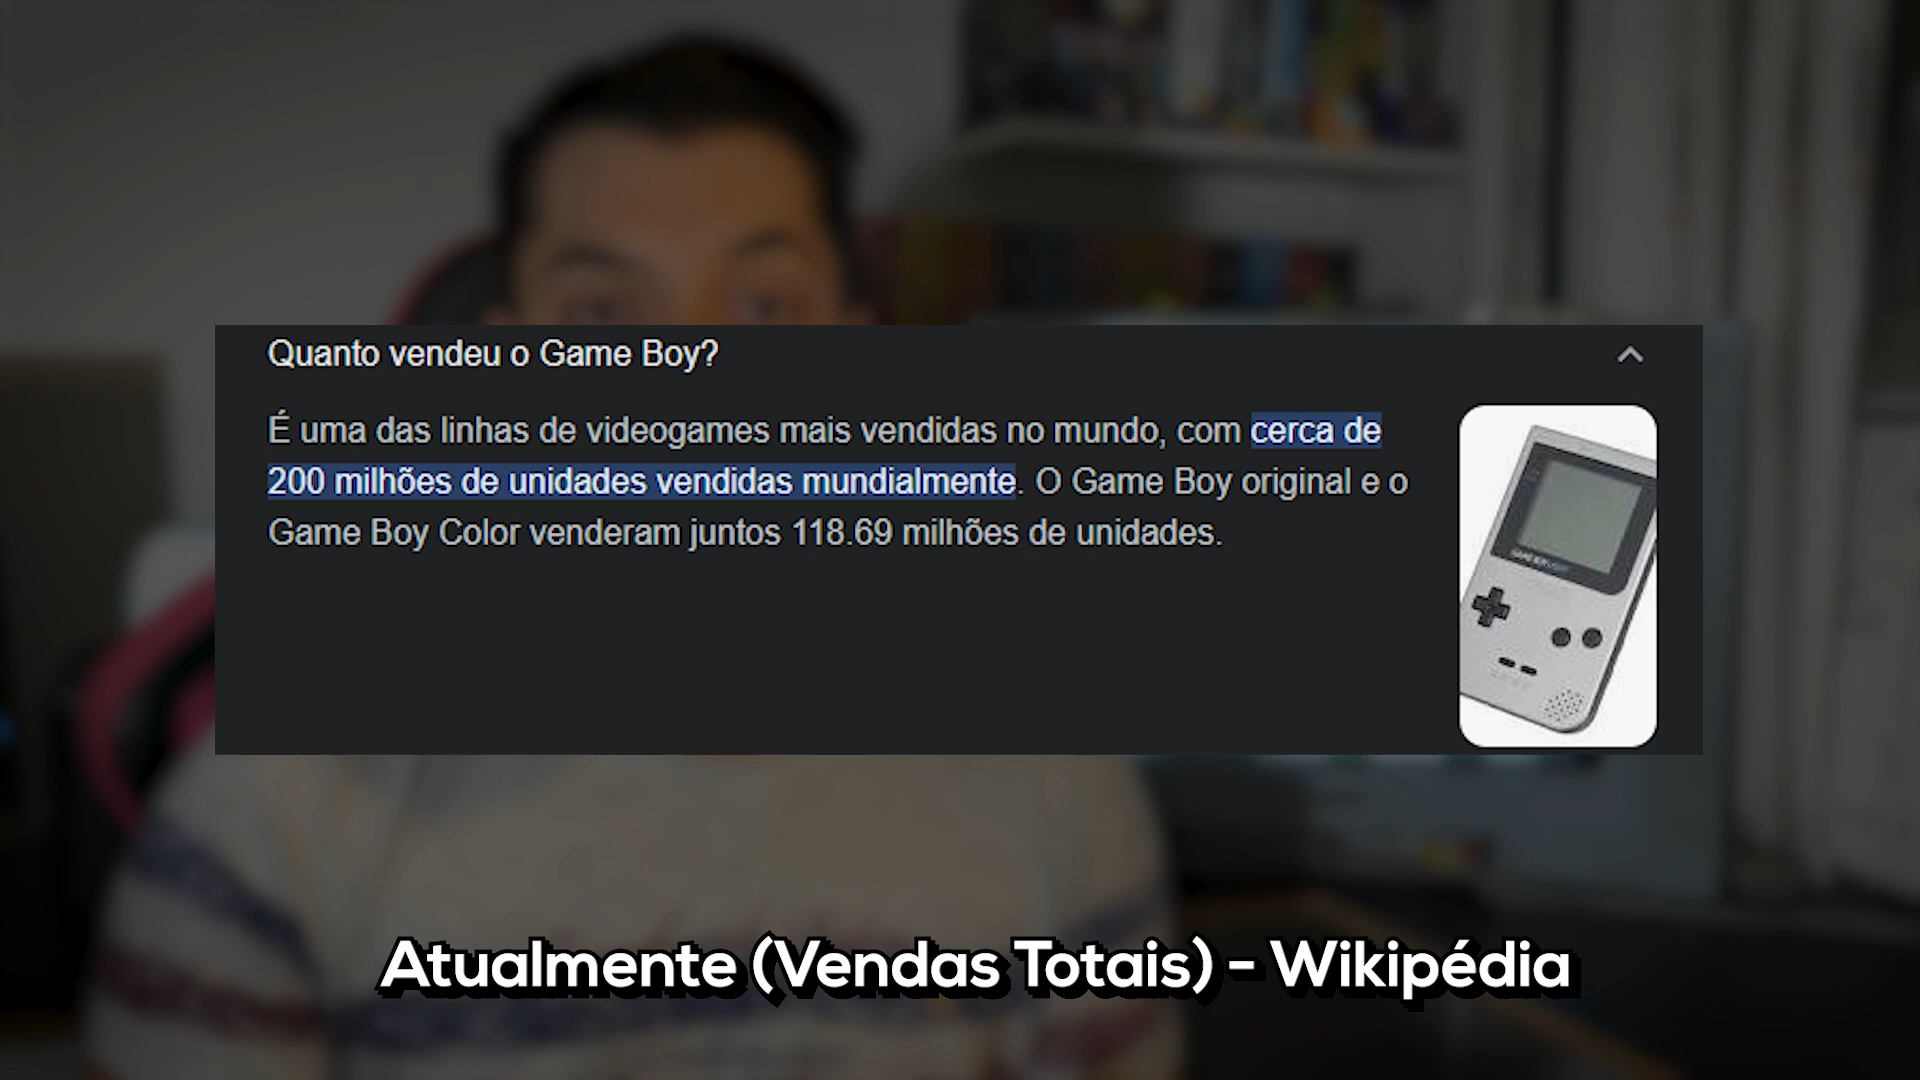 Quanto vendeu o Game Boy?
É uma das linhas de videogames mais vendidas no mundo, com cerca de
200 milhões de unidades vendidas mundialmente. O Game Boy original e o
Game Boy Color venderam juntos 118.69 milhões de unidades.
Atualmente (Vendas Totais) - Wikipédia